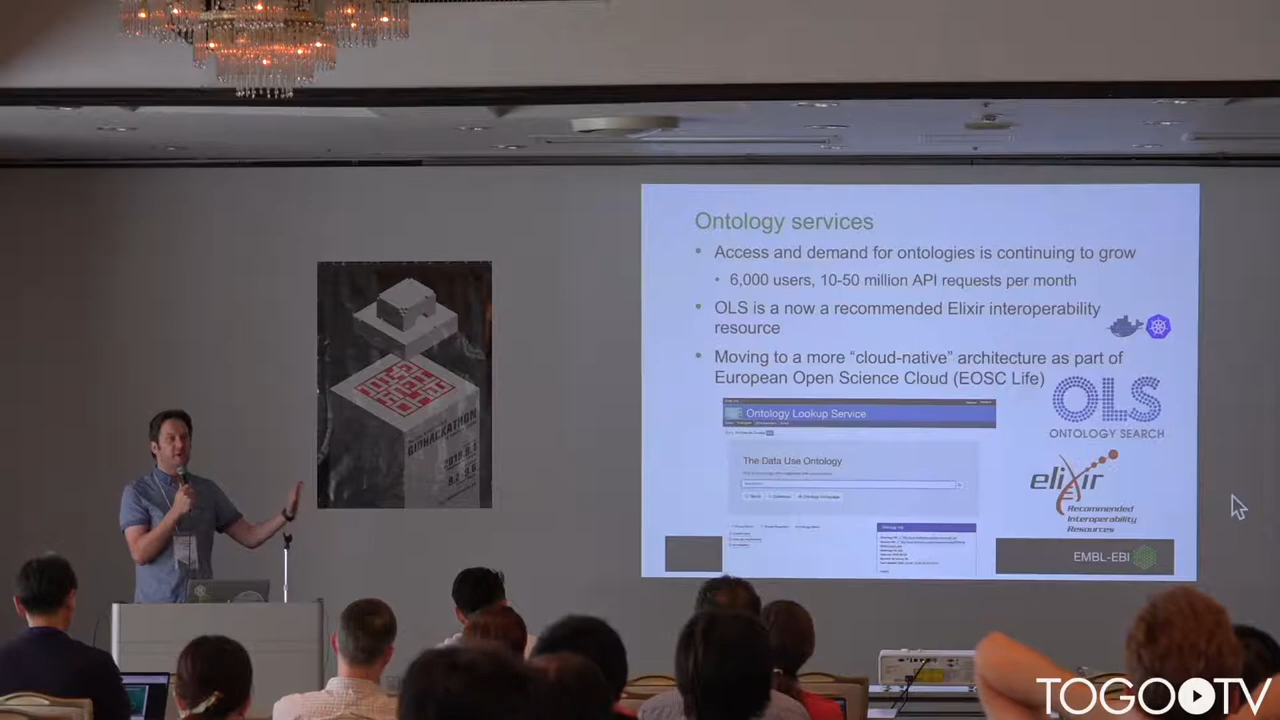 Ontology services
• Access and demand for ontologies is continuing to grow
• 6,000 users, 10-50 million API requests per month
• OLS is a now a recommended Elixir interoperability
resource
• Moving to a more “cloud-native” architecture as part of
European Open Science Cloud (EOSC Life)
OLS
ONTOLOGY SEARCH
Ontology Lookup Service
The Data Use Ontology
elixir
Recommended
Interoperability
Resources
EMBL-EBI
BIOHACKATHON
TOGOTV